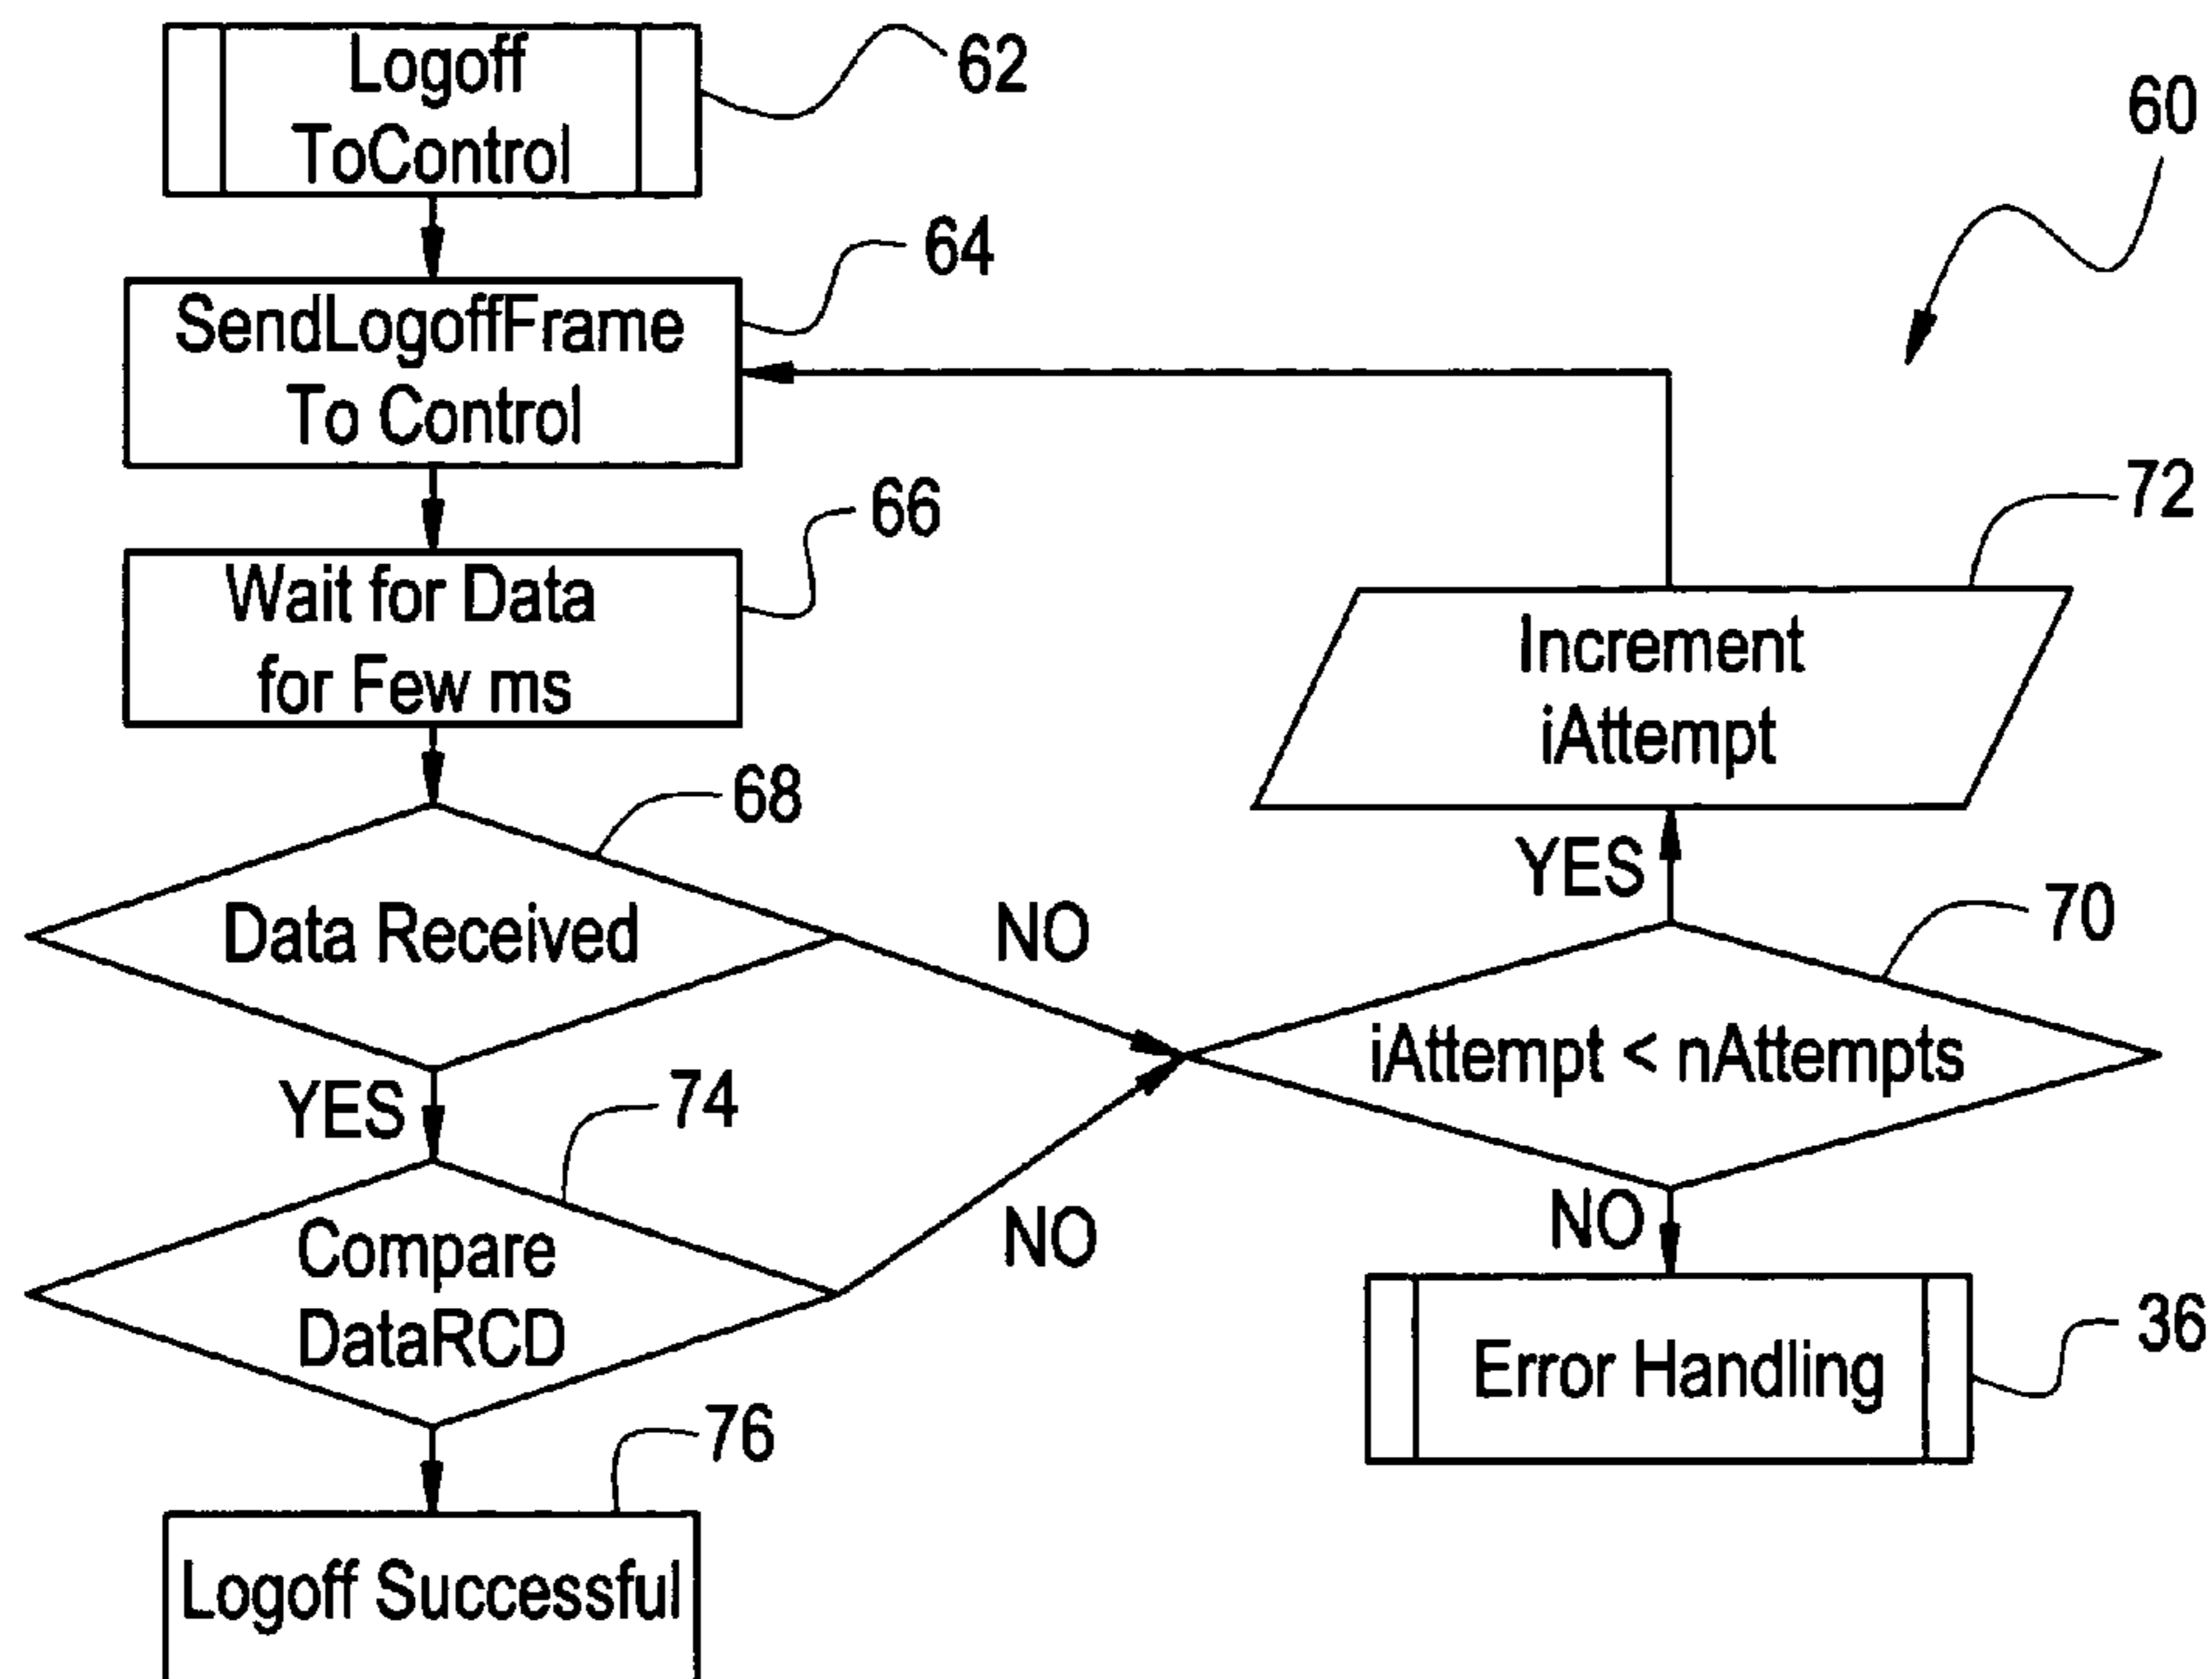 Logoff
ToControl
62
60
SendLogoffFrame
To Control
64
Wait for Data
for Few ms
66
72
Increment
iAttempt
68
YES
70
Data Received
NO
iAttempt < nAttempts
YES
74
NO
NO
Compare
DataRCD
Error Handling
36
76
Logoff Successful